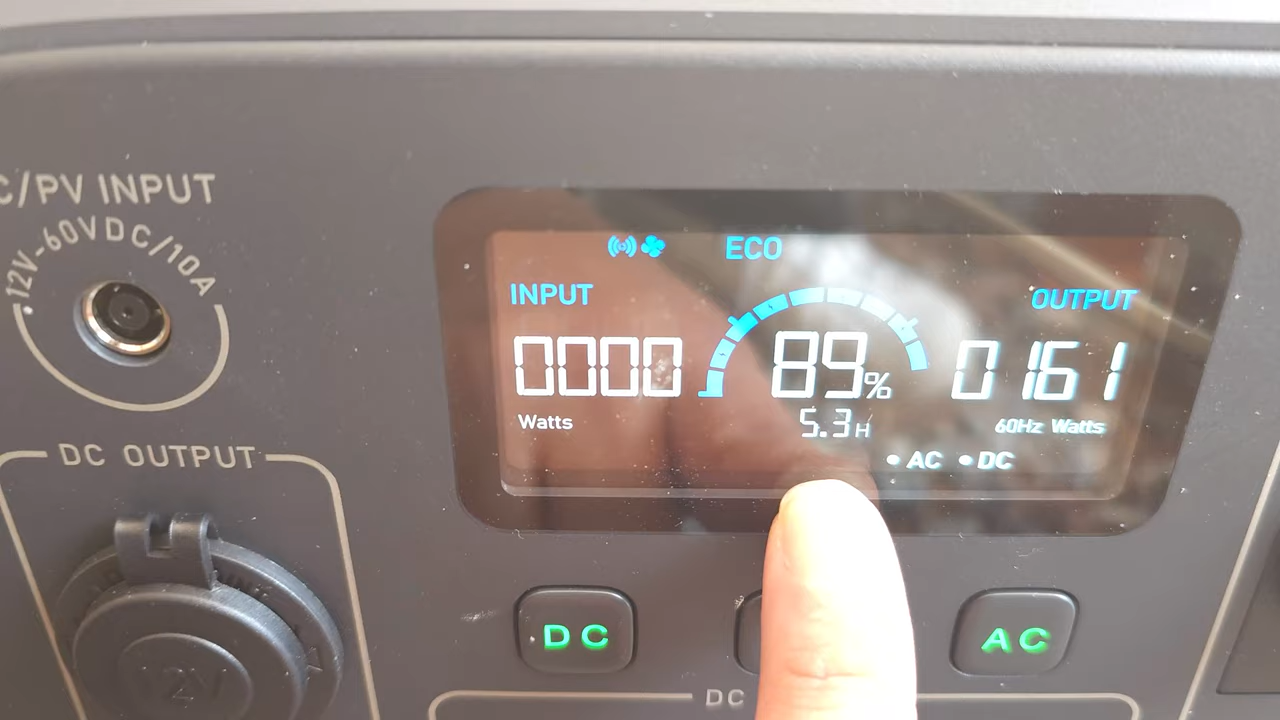 C/PV INPUT
12V-60VDC/10A
DC OUTPUT
12V
ECO
INPUT
OUTPUT
0000
89%
0161
Watts
5.3H
60Hz Watts
AC DC
DC
AC
DC